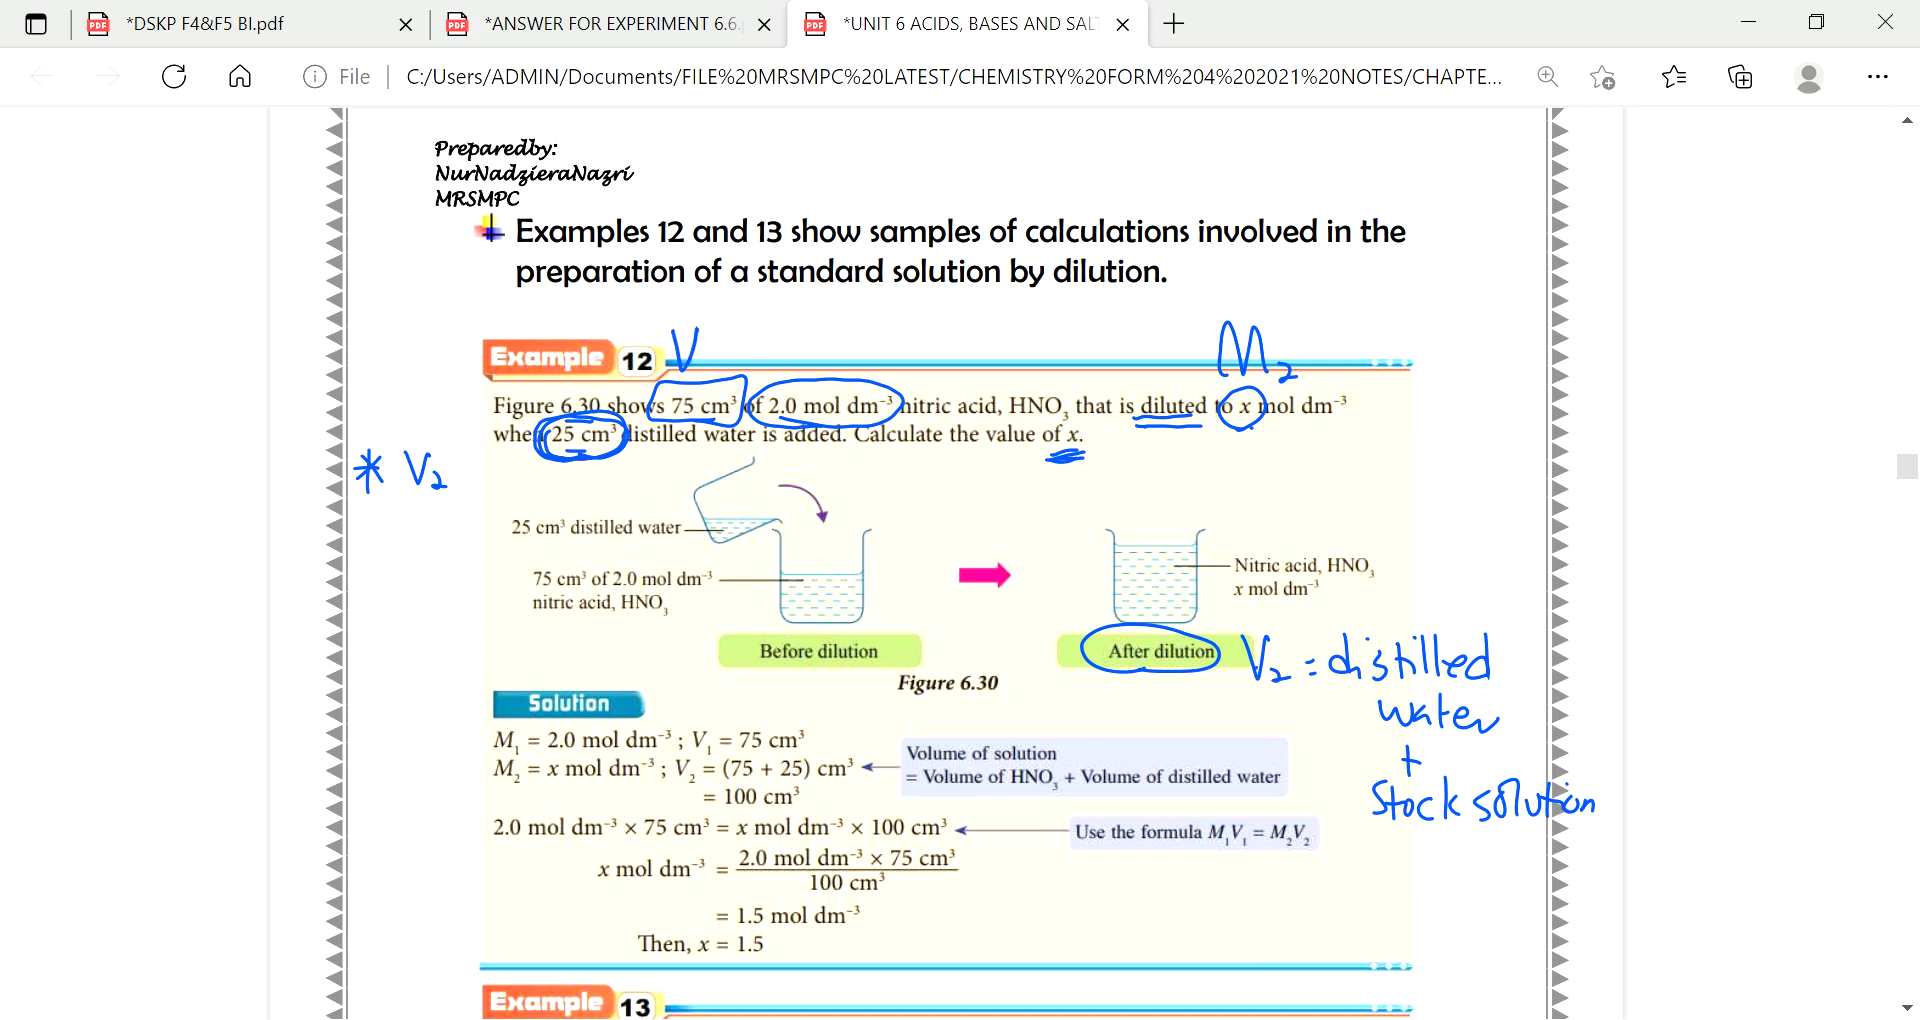 *DSKP F4&F5 BI.pdf
*ANSWER FOR EXPERIMENT 6.6.
*UNIT 6 ACIDS, BASES AND SAL
File
C:/Users/ADMIN/Documents/FILE%20MRSMPC%20LATEST/CHEMISTRY%20FORM%204%202021%20NOTES/CHAPTE...
Preparedby:
NurNadzieraNazri
MRSMPC
Examples 12 and 13 show samples of calculations involved in the
preparation of a standard solution by dilution.
V
M₂
Example 12
Figure 6.30 shows 75 cm³ of 2.0 mol dm⁻³ nitric acid, HNO₃ that is diluted to x mol dm⁻³
when 25 cm³ distilled water is added. Calculate the value of x.
* V₂
25 cm³ distilled water
75 cm³ of 2.0 mol dm⁻³
nitric acid, HNO₃
Nitric acid, HNO₃
x mol dm⁻³
Before dilution
After dilution
Figure 6.30
V₂ = distilled
water
+
Stock solution
Solution
M₁ = 2.0 mol dm⁻³ ; V₁ = 75 cm³
M₂ = x mol dm⁻³ ; V₂ = (75 + 25) cm³
= 100 cm³
Volume of solution
= Volume of HNO₃ + Volume of distilled water
2.0 mol dm⁻³ × 75 cm³ = x mol dm⁻³ × 100 cm³
Use the formula M₁V₁ = M₂V₂
x mol dm⁻³ = 2.0 mol dm⁻³ × 75 cm³
100 cm³
= 1.5 mol dm⁻³
Then, x = 1.5
Example 13